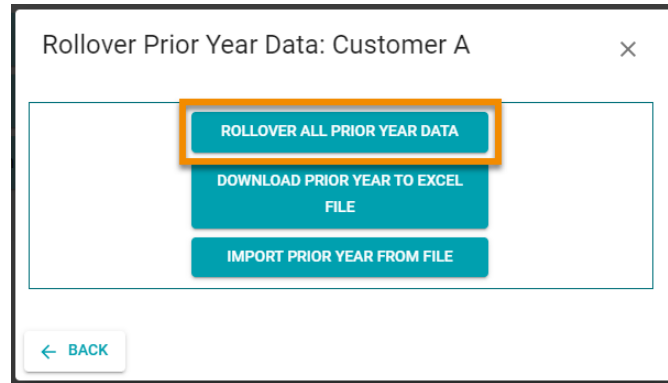 Rollover Prior Year Data: Customer A
ROLLOVER ALL PRIOR YEAR DATA
DOWNLOAD PRIOR YEAR TO EXCEL
FILE
IMPORT PRIOR YEAR FROM FILE
BACK